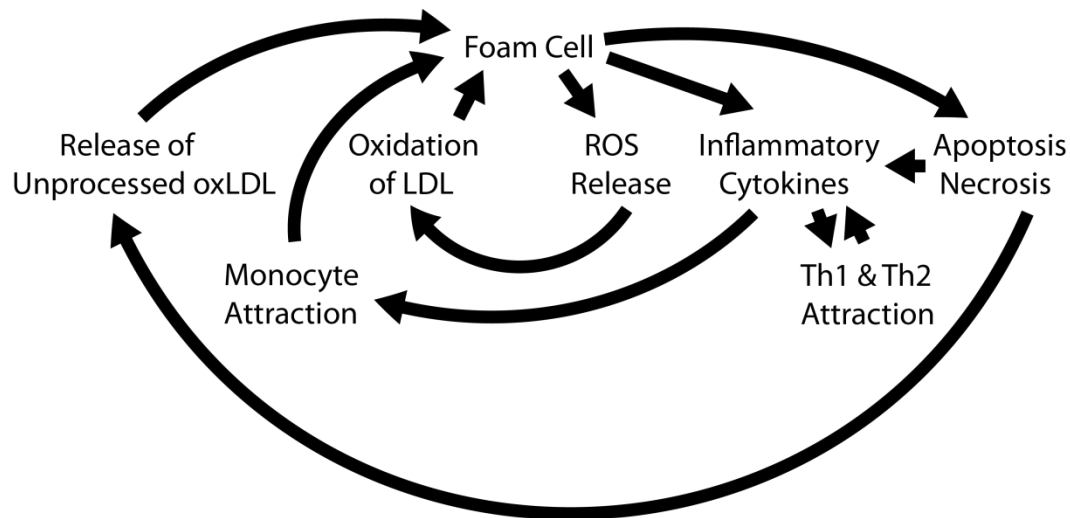 Foam Cell
Release of
Unprocessed oxLDL
Oxidation
of LDL
ROS
Release
Inflammatory
Cytokines
Apoptosis
Necrosis
Monocyte
Attraction
Th1 & Th2
Attraction